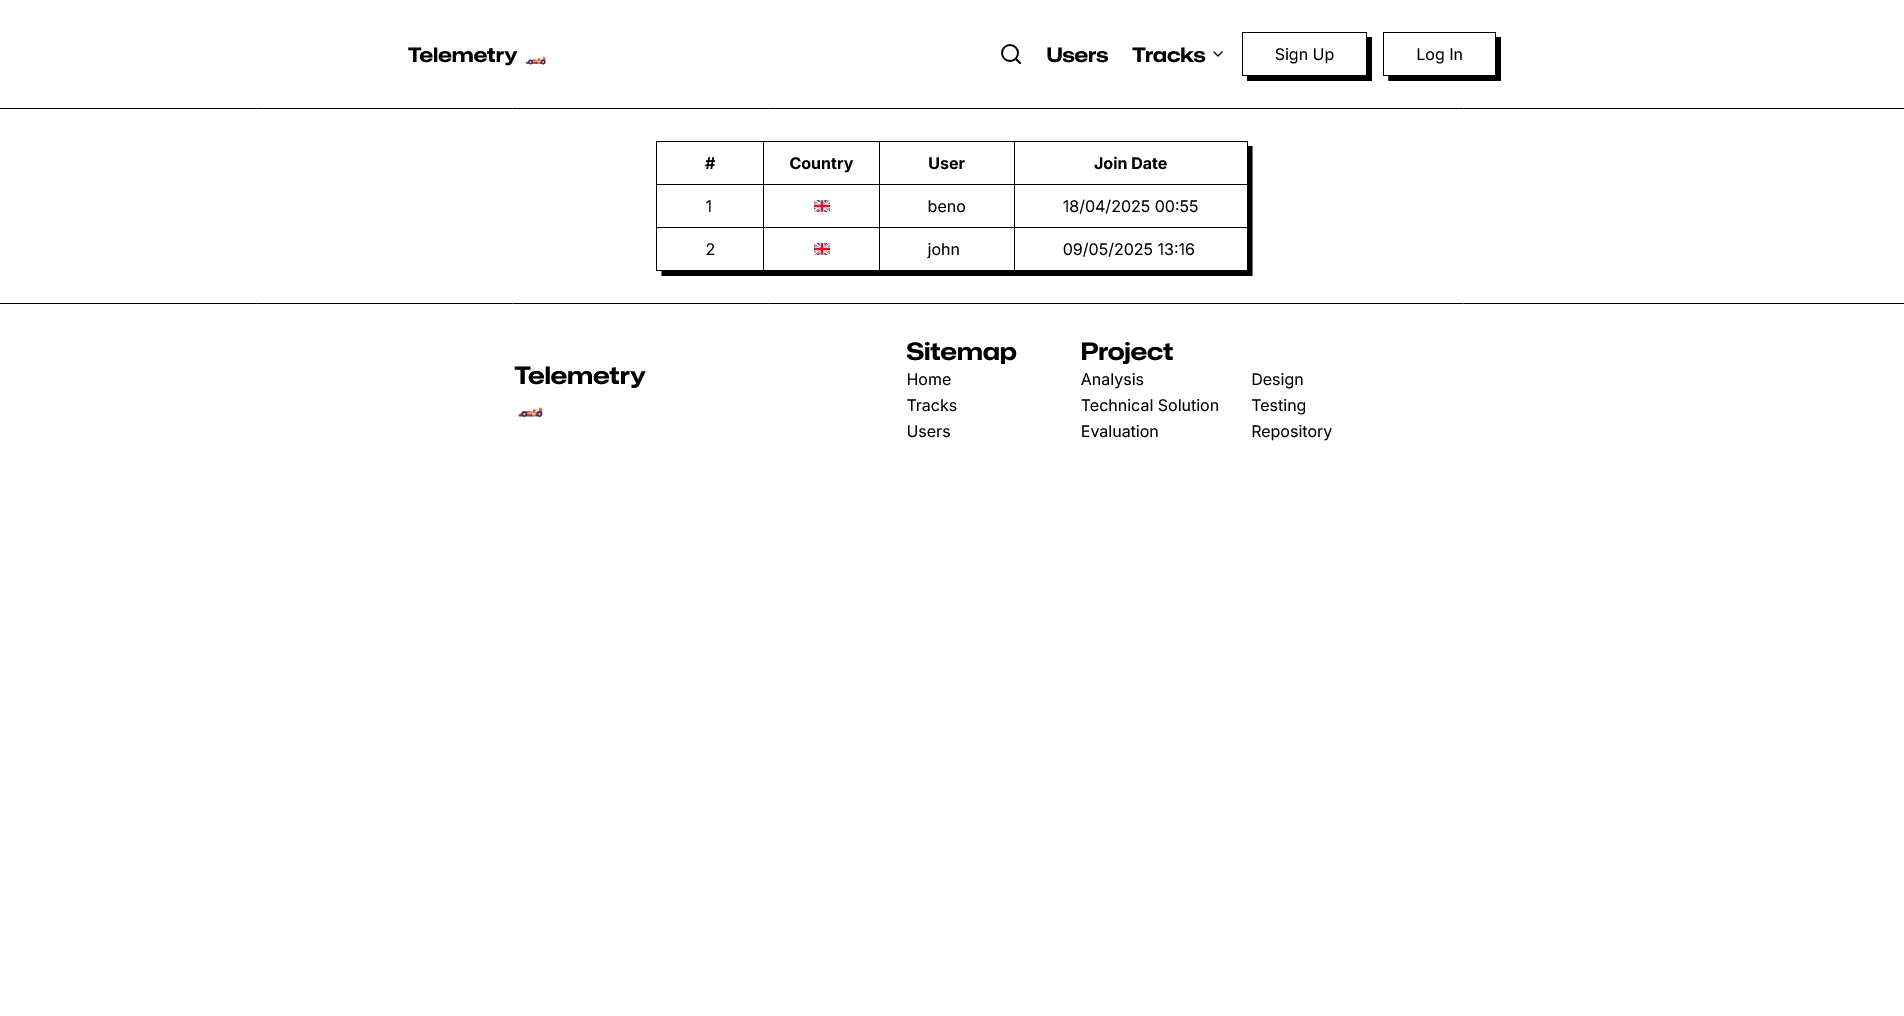 Telemetry
Users Tracks Sign Up Log In
# Country User Join Date
1 beno 18/04/2025 00:55
2 john 09/05/2025 13:16
Telemetry
Sitemap
Home
Tracks
Users
Project
Analysis Design
Technical Solution Testing
Evaluation Repository